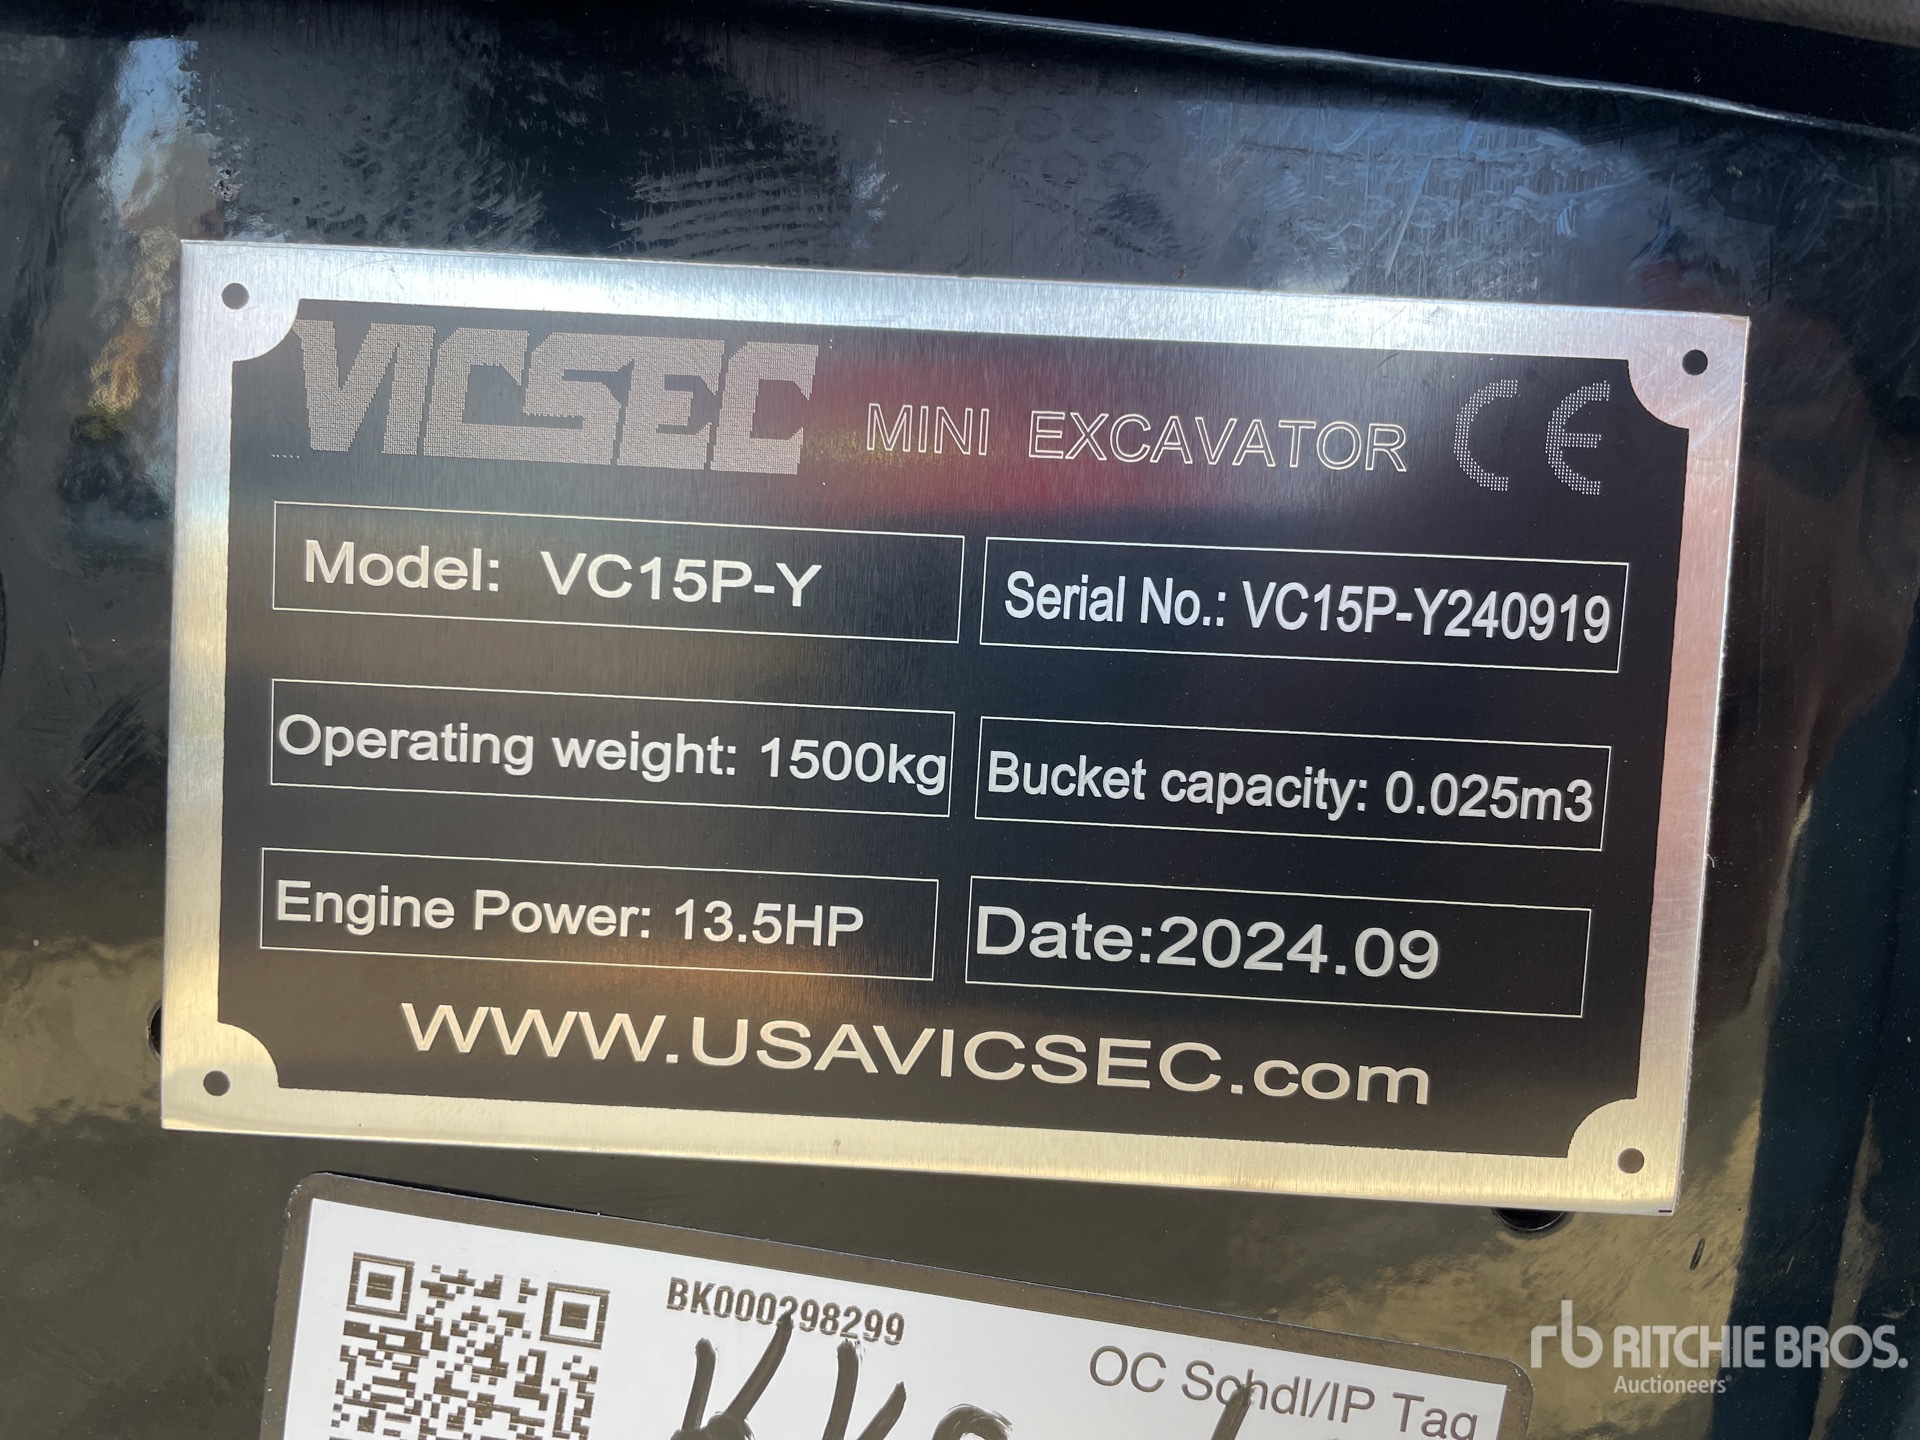 VICSEC MINI EXCAVATOR CE
Model: VC15P-Y
Serial No.: VC15P-Y240919
Operating weight: 1500kg
Bucket capacity: 0.025m3
Engine Power: 13.5HP
Date:2024.09
WWW.USAVICSEC.com
BK000298299
OC Schdl/IP Tag
rb RITCHIE BROS.
Auctioneers